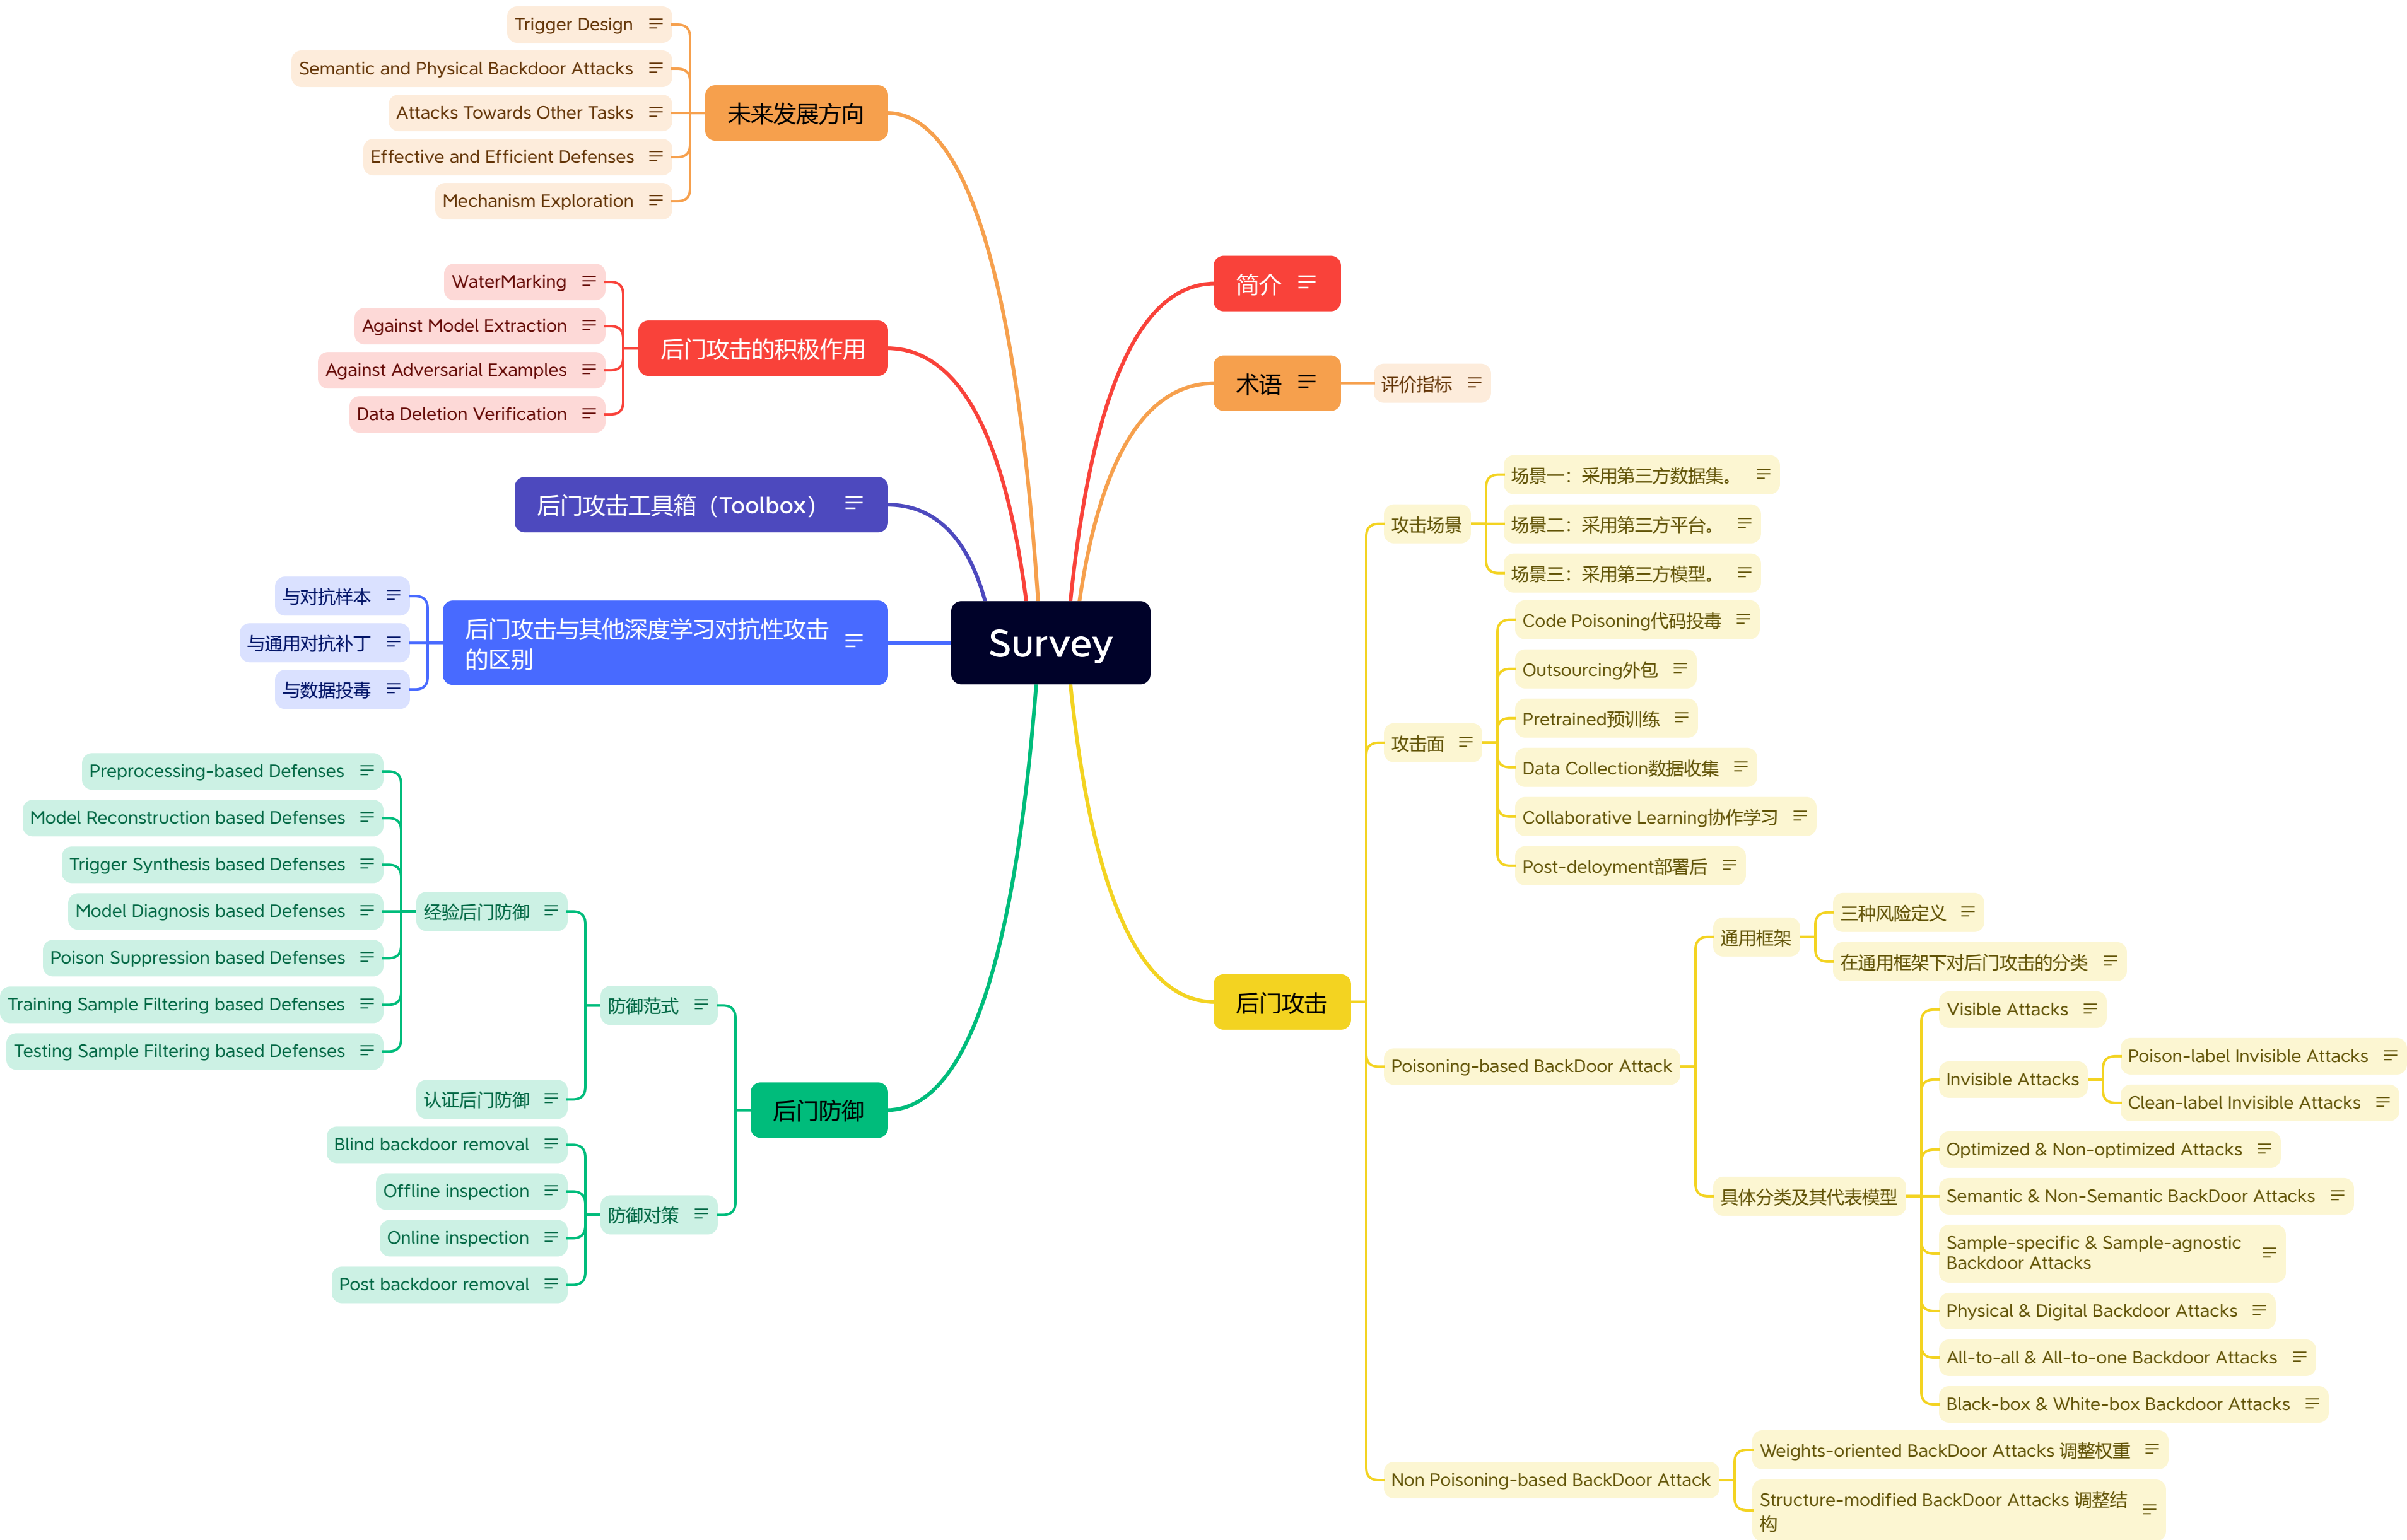 Survey
简介
术语
评价指标
后门攻击
攻击场景
场景一：采用第三方数据集。
场景二：采用第三方平台。
场景三：采用第三方模型。
攻击面
Code Poisoning代码投毒
Outsourcing外包
Pretrained预训练
Data Collection数据收集
Collaborative Learning协作学习
Post-deloyment部署后
Poisoning-based BackDoor Attack
通用框架
三种风险定义
在通用框架下对后门攻击的分类
具体分类及其代表模型
Visible Attacks
Invisible Attacks
Poison-label Invisible Attacks
Clean-label Invisible Attacks
Optimized & Non-optimized Attacks
Semantic & Non-Semantic BackDoor Attacks
Sample-specific & Sample-agnostic
Backdoor Attacks
Physical & Digital Backdoor Attacks
All-to-all & All-to-one Backdoor Attacks
Black-box & White-box Backdoor Attacks
Non Poisoning-based BackDoor Attack
Weights-oriented BackDoor Attacks 调整权重
Structure-modified BackDoor Attacks 调整结
构
后门防御
防御范式
经验后门防御
Preprocessing-based Defenses
Model Reconstruction based Defenses
Trigger Synthesis based Defenses
Model Diagnosis based Defenses
Poison Suppression based Defenses
Training Sample Filtering based Defenses
Testing Sample Filtering based Defenses
认证后门防御
防御对策
Blind backdoor removal
Offline inspection
Online inspection
Post backdoor removal
后门攻击与其他深度学习对抗性攻击
的区别
与对抗样本
与通用对抗补丁
与数据投毒
后门攻击工具箱（Toolbox）
后门攻击的积极作用
WaterMarking
Against Model Extraction
Against Adversarial Examples
Data Deletion Verification
未来发展方向
Trigger Design
Semantic and Physical Backdoor Attacks
Attacks Towards Other Tasks
Effective and Efficient Defenses
Mechanism Exploration